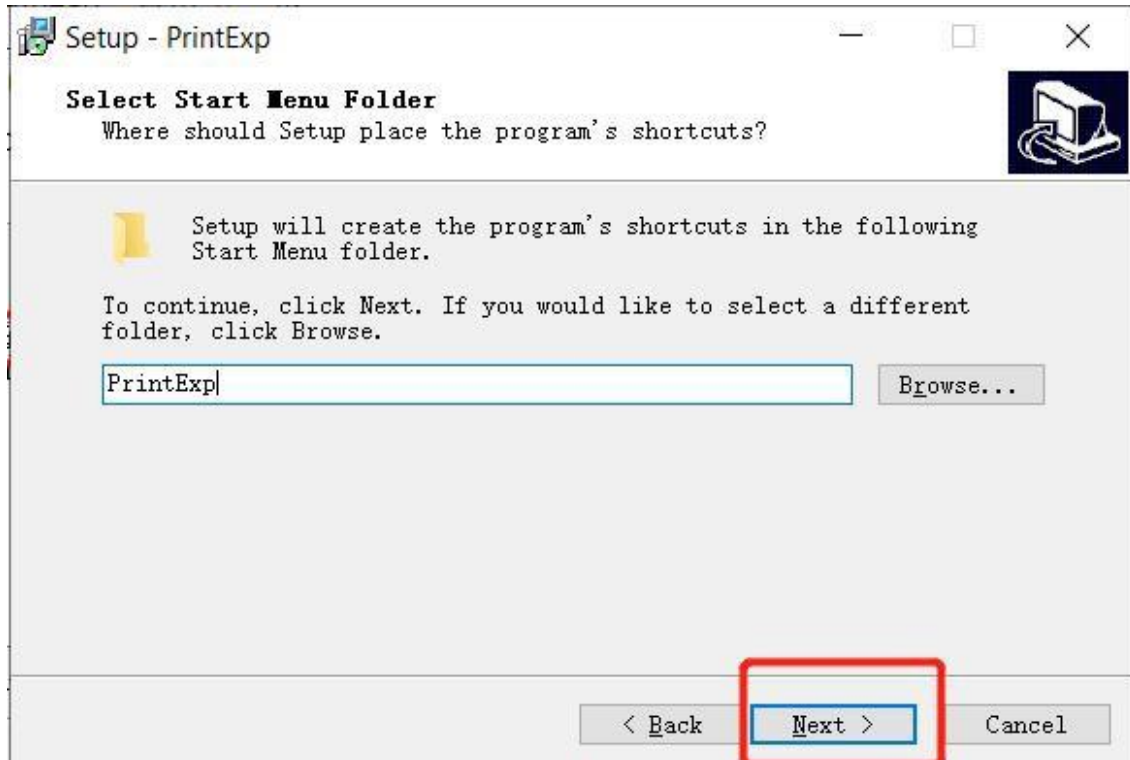 Setup - PrintExp
Select Start Menu Folder
Where should Setup place the program's shortcuts?
Setup will create the program's shortcuts in the following
Start Menu folder.
To continue, click Next. If you would like to select a different
folder, click Browse.
PrintExp
Browse...
< Back
Next >
Cancel